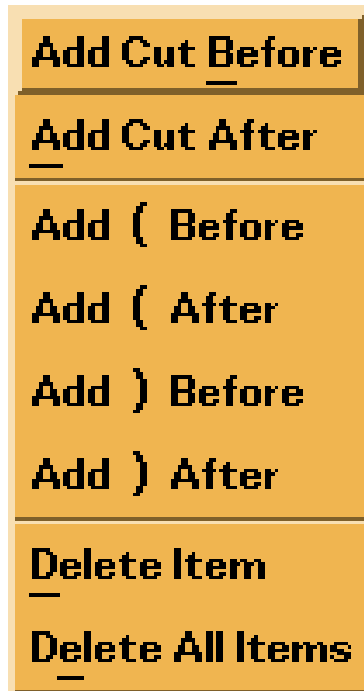 Add Cut Before
Add Cut After
Add ( Before
Add ( After
Add ) Before
Add ) After
Delete Item
Delete All Items